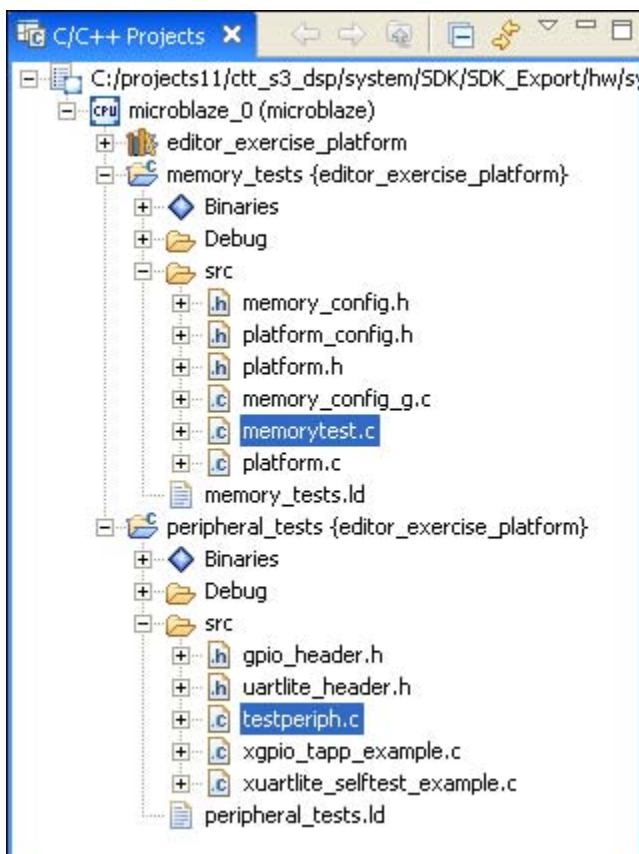 C/C++ Projects
C:/projects11/ctt_s3_dsp/system/SDK/SDK_Export/hw/sy
CPU microblaze_0 (microblaze)
editor_exercise_platform
memory_tests {editor_exercise_platform}
Binaries
Debug
src
.h memory_config.h
.h platform_config.h
.h platform.h
.c memory_config_g.c
.c memorytest.c
.c platform.c
memory_tests.ld
peripheral_tests {editor_exercise_platform}
Binaries
Debug
src
.h gpio_header.h
.h uartlite_header.h
.c testperiph.c
.c xgpio_tapp_example.c
.c xuartlite_selftest_example.c
peripheral_tests.ld